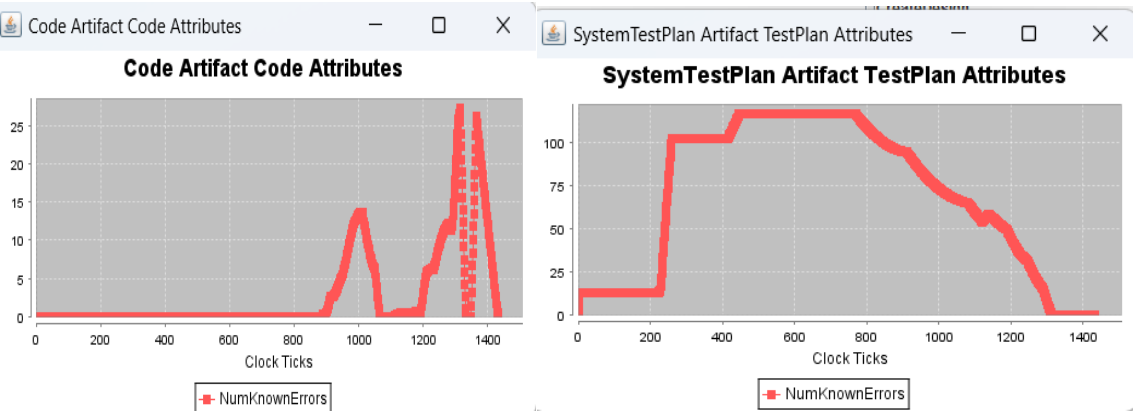 Code Artifact Code Attributes
Code Artifact Code Attributes
25
20
15
10
5
0
0 200 400 600 800 1000 1200 1400
Clock Ticks
NumKnownErrors
CreateDesign
SystemTestPlan Artifact TestPlan Attributes
SystemTestPlan Artifact TestPlan Attributes
100
75
50
25
0
0 200 400 600 800 1000 1200 1400
Clock Ticks
NumKnownErrors